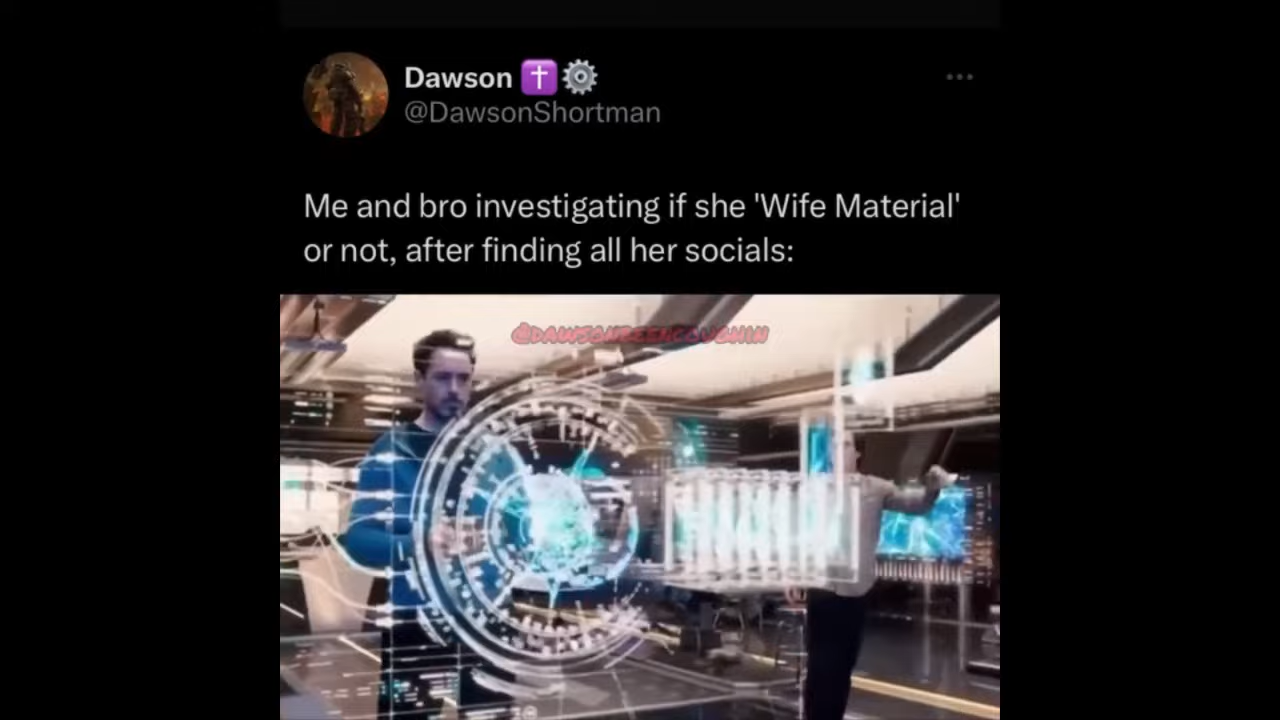 Dawson ✝️⚙️
@DawsonShortman
Me and bro investigating if she 'Wife Material'
or not, after finding all her socials: